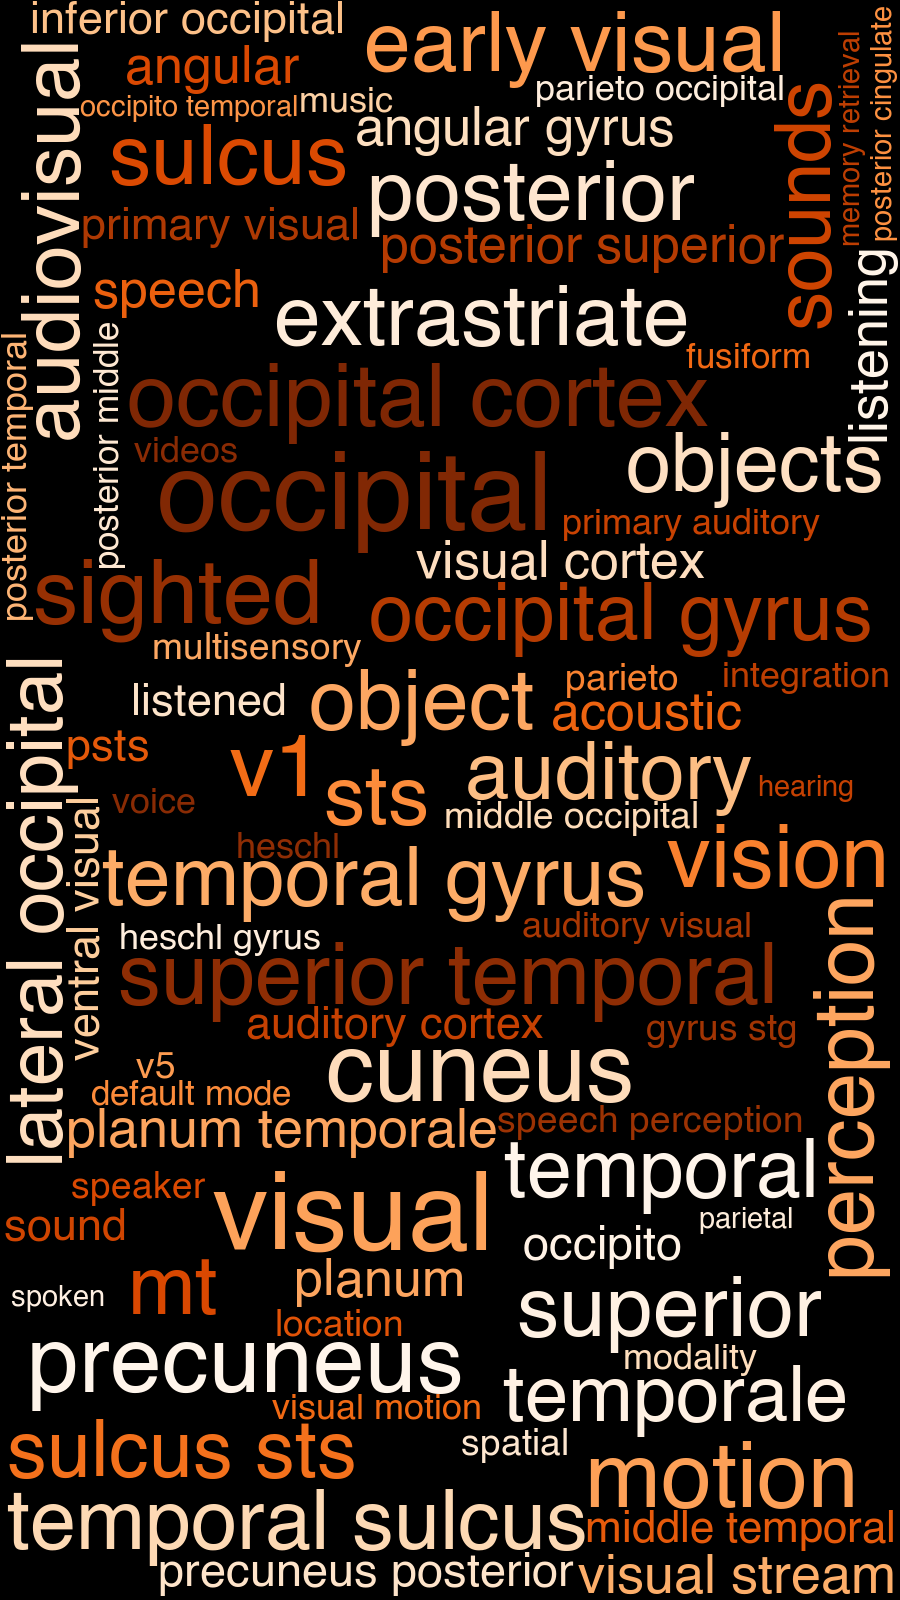 inferior occipital
early visual
angular
audiovisual
occipito temporal
music
parieto occipital
memory retrieval
posterior cingulate
sounds
angular gyrus
sulcus
posterior
primary visual
posterior superior
speech
extrastriate
listening
posterior temporal
posterior middle
fusiform
occipital cortex
videos
objects
occipital
primary auditory
visual cortex
sighted
occipital gyrus
multisensory
parieto
integration
lateral occipital
listened
object
acoustic
psts
v1
sts
auditory
hearing
voice
middle occipital
ventral visual
heschl
vision
temporal gyrus
perception
heschl gyrus
auditory visual
superior temporal
auditory cortex
gyrus stg
v5
cuneus
default mode
planum temporale
speech perception
temporal
speaker
visual
sound
parietal
occipito
spoken
mt
planum
superior
location
precuneus
modality
temporale
visual motion
sulcus sts
spatial
motion
temporal sulcus
middle temporal
precuneus posterior
visual stream